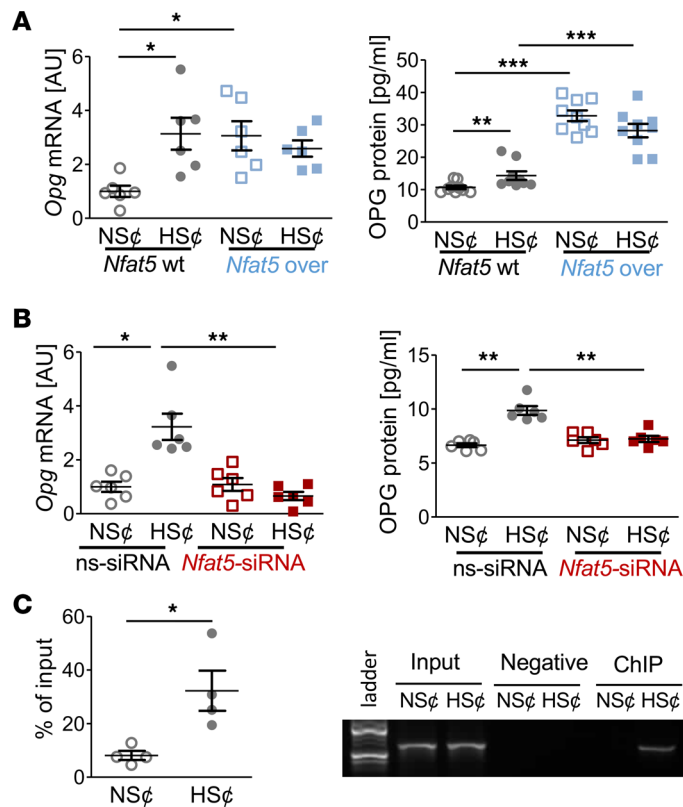 A
Opg mRNA [AU]
6
4
2
0
*
*
NS¢ HS¢ NS¢ HS¢
Nfat5 wt Nfat5 over
OPG protein [pg/ml]
50
40
30
20
10
0
***
***
**
NS¢ HS¢ NS¢ HS¢
Nfat5 wt Nfat5 over
B
Opg mRNA [AU]
6
4
2
0
* **
NS¢ HS¢ NS¢ HS¢
ns-siRNA Nfat5-siRNA
OPG protein [pg/ml]
15
10
5
0
** **
NS¢ HS¢ NS¢ HS¢
ns-siRNA Nfat5-siRNA
C
% of input
60
40
20
0
*
NS¢ HS¢
ladder
Input Negative ChIP
NS¢ HS¢ NS¢ HS¢ NS¢ HS¢